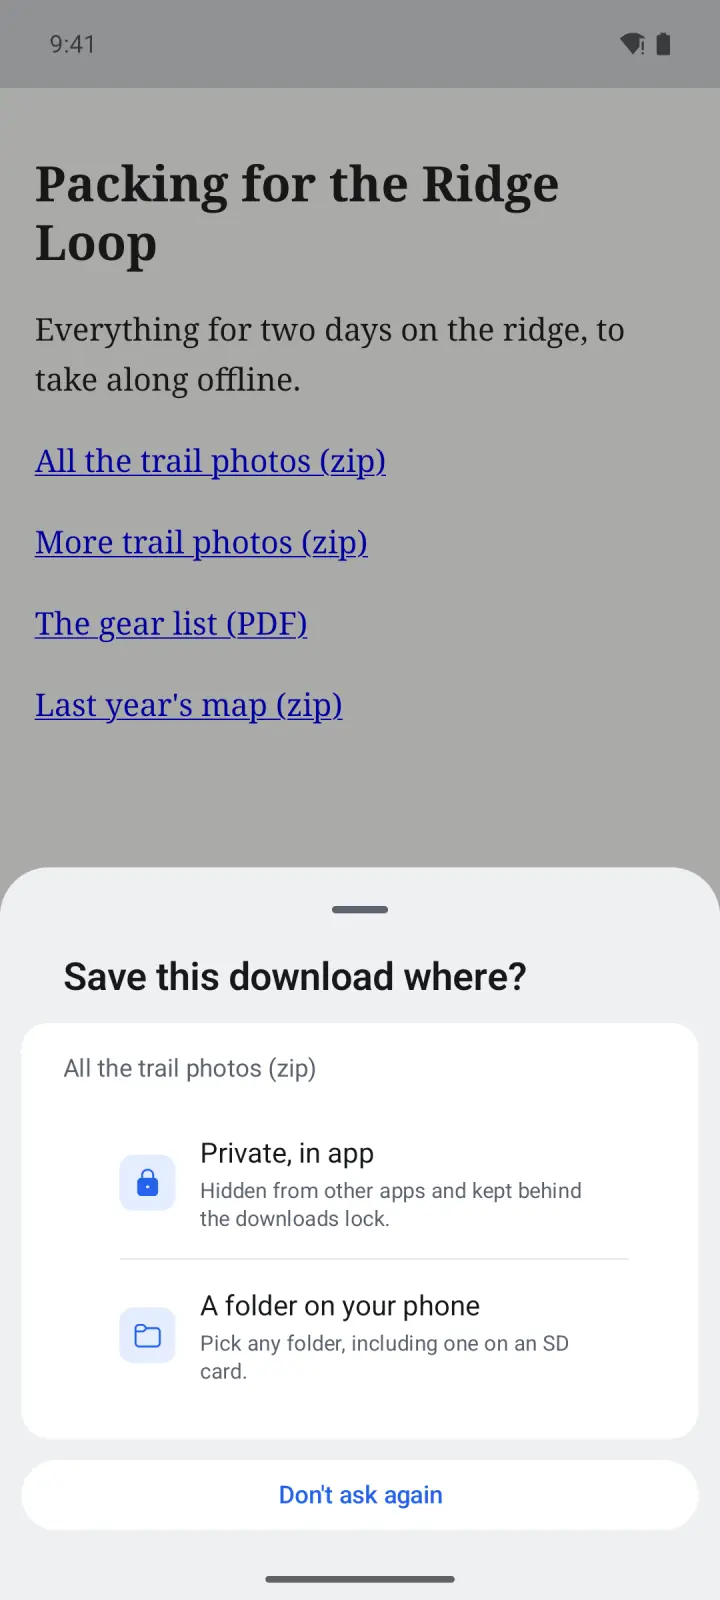 9:41
Packing for the Ridge
Loop
Everything for two days on the ridge, to
take along offline.
All the trail photos (zip)
More trail photos (zip)
The gear list (PDF)
Last year's map (zip)
Save this download where?
All the trail photos (zip)
Private, in app
Hidden from other apps and kept behind
the downloads lock.
A folder on your phone
Pick any folder, including one on an SD
card.
Don't ask again